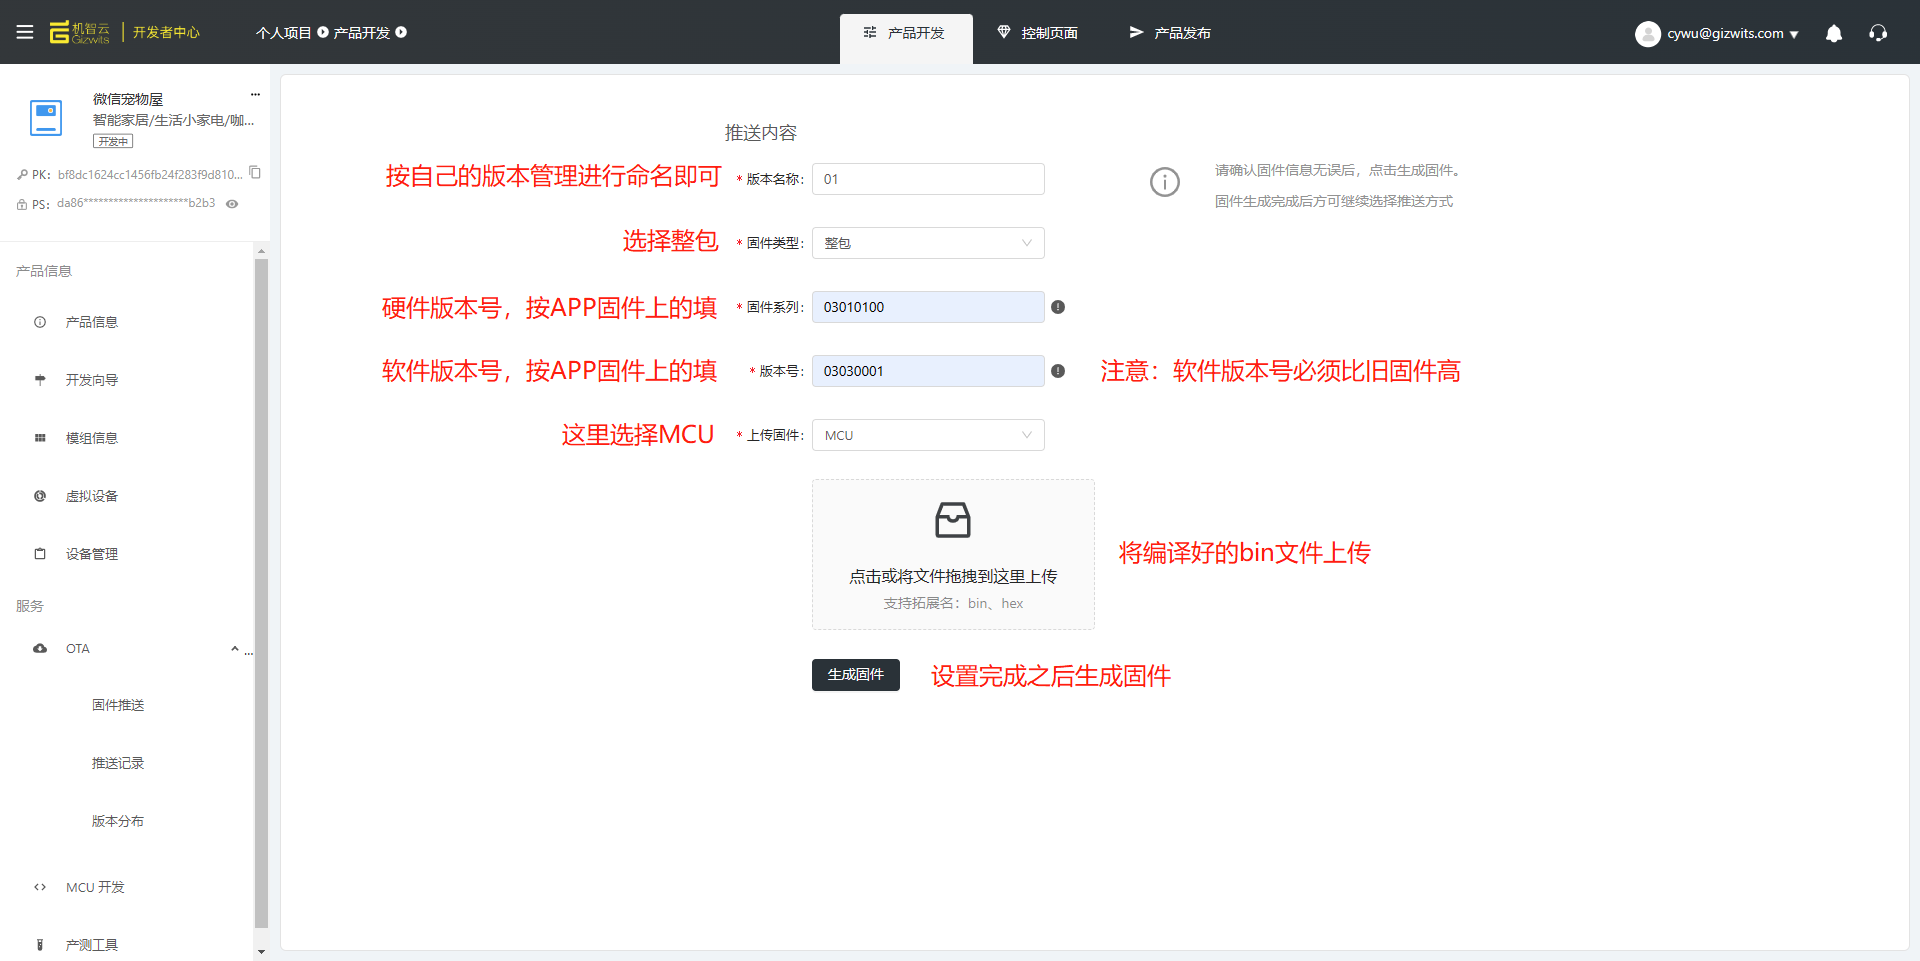 机智云
Gizwits
开发者中心
个人项目 产品开发
产品开发
控制页面
产品发布
cywu@gizwits.com
微信宠物屋
...
智能家居/生活小家电/咖...
开发中
PK: bf8dc1624cc1456fb24f283f9d810...
PS: da86*********************b2b3
产品信息
产品信息
开发向导
模组信息
虚拟设备
设备管理
服务
OTA ...
固件推送
推送记录
版本分布
MCU 开发
产测工具
推送内容
按自己的版本管理进行命名即可 * 版本名称: 01
请确认固件信息无误后，点击生成固件。
固件生成完成后方可继续选择推送方式
选择整包 * 固件类型: 整包
硬件版本号，按APP固件上的填 * 固件系列: 03010100
软件版本号，按APP固件上的填 * 版本号: 03030001 注意：软件版本号必须比旧固件高
这里选择MCU * 上传固件: MCU
点击或将文件拖拽到这里上传
支持拓展名：bin、hex
将编译好的bin文件上传
生成固件 设置完成之后生成固件